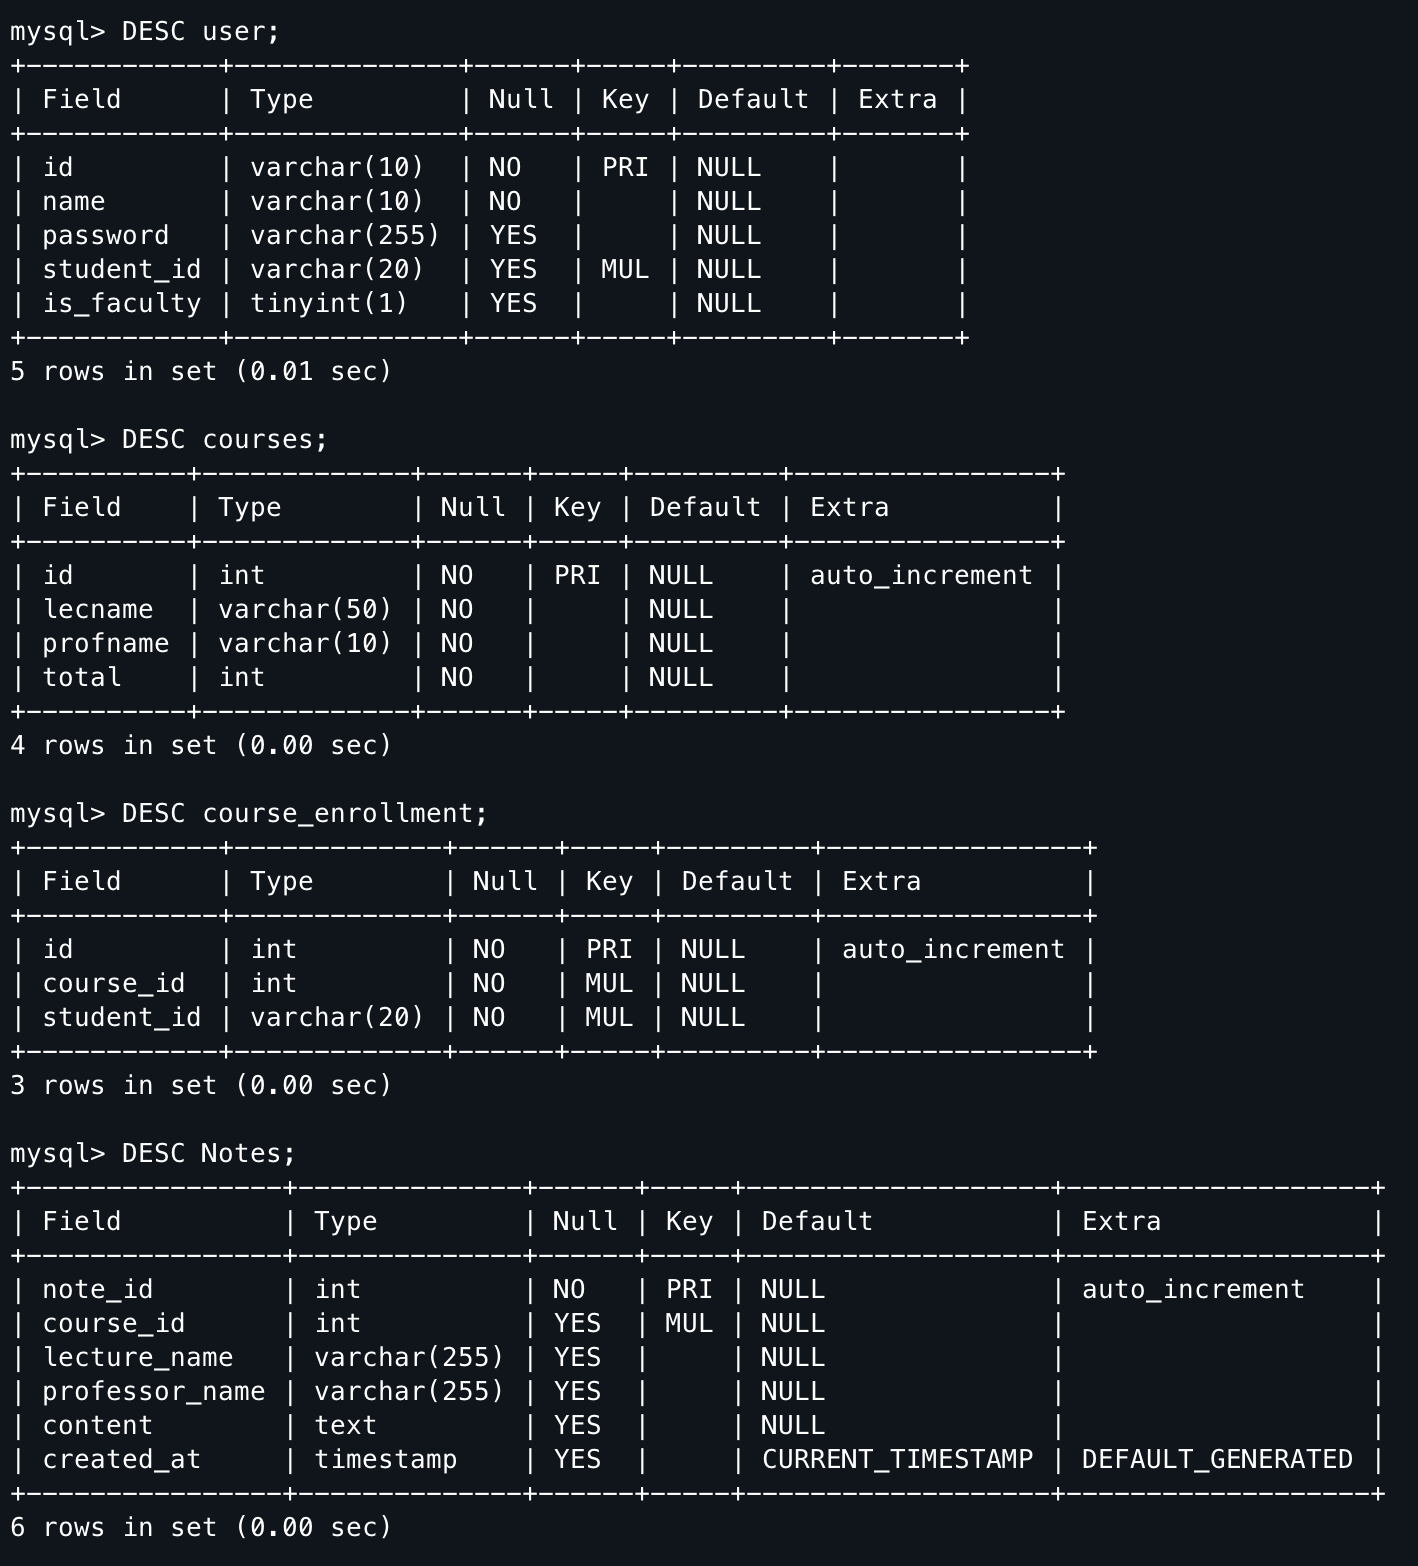 mysql> DESC user;
+------------+--------------+------+-----+---------+-------+
| Field      | Type         | Null | Key | Default | Extra |
+------------+--------------+------+-----+---------+-------+
| id         | varchar(10)  | NO   | PRI | NULL    |       |
| name       | varchar(10)  | NO   |     | NULL    |       |
| password   | varchar(255) | YES  |     | NULL    |       |
| student_id | varchar(20)  | YES  | MUL | NULL    |       |
| is_faculty | tinyint(1)   | YES  |     | NULL    |       |
+------------+--------------+------+-----+---------+-------+
5 rows in set (0.01 sec)

mysql> DESC courses;
+----------+-------------+------+-----+---------+----------------+
| Field    | Type        | Null | Key | Default | Extra          |
+----------+-------------+------+-----+---------+----------------+
| id       | int         | NO   | PRI | NULL    | auto_increment |
| lecname  | varchar(50) | NO   |     | NULL    |                |
| profname | varchar(10) | NO   |     | NULL    |                |
| total    | int         | NO   |     | NULL    |                |
+----------+-------------+------+-----+---------+----------------+
4 rows in set (0.00 sec)

mysql> DESC course_enrollment;
+------------+-------------+------+-----+---------+----------------+
| Field      | Type        | Null | Key | Default | Extra          |
+------------+-------------+------+-----+---------+----------------+
| id         | int         | NO   | PRI | NULL    | auto_increment |
| course_id  | int         | NO   | MUL | NULL    |                |
| student_id | varchar(20) | NO   | MUL | NULL    |                |
+------------+-------------+------+-----+---------+----------------+
3 rows in set (0.00 sec)

mysql> DESC Notes;
+----------------+--------------+------+-----+-------------------+-------------------+
| Field          | Type         | Null | Key | Default           | Extra             |
+----------------+--------------+------+-----+-------------------+-------------------+
| note_id        | int          | NO   | PRI | NULL              | auto_increment    |
| course_id      | int          | YES  | MUL | NULL              |                   |
| lecture_name   | varchar(255) | YES  |     | NULL              |                   |
| professor_name | varchar(255) | YES  |     | NULL              |                   |
| content        | text         | YES  |     | NULL              |                   |
| created_at     | timestamp    | YES  |     | CURRENT_TIMESTAMP | DEFAULT_GENERATED |
+----------------+--------------+------+-----+-------------------+-------------------+
6 rows in set (0.00 sec)